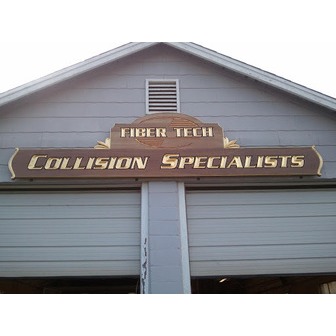 FIBER TECH
COLLISION SPECIALISTS